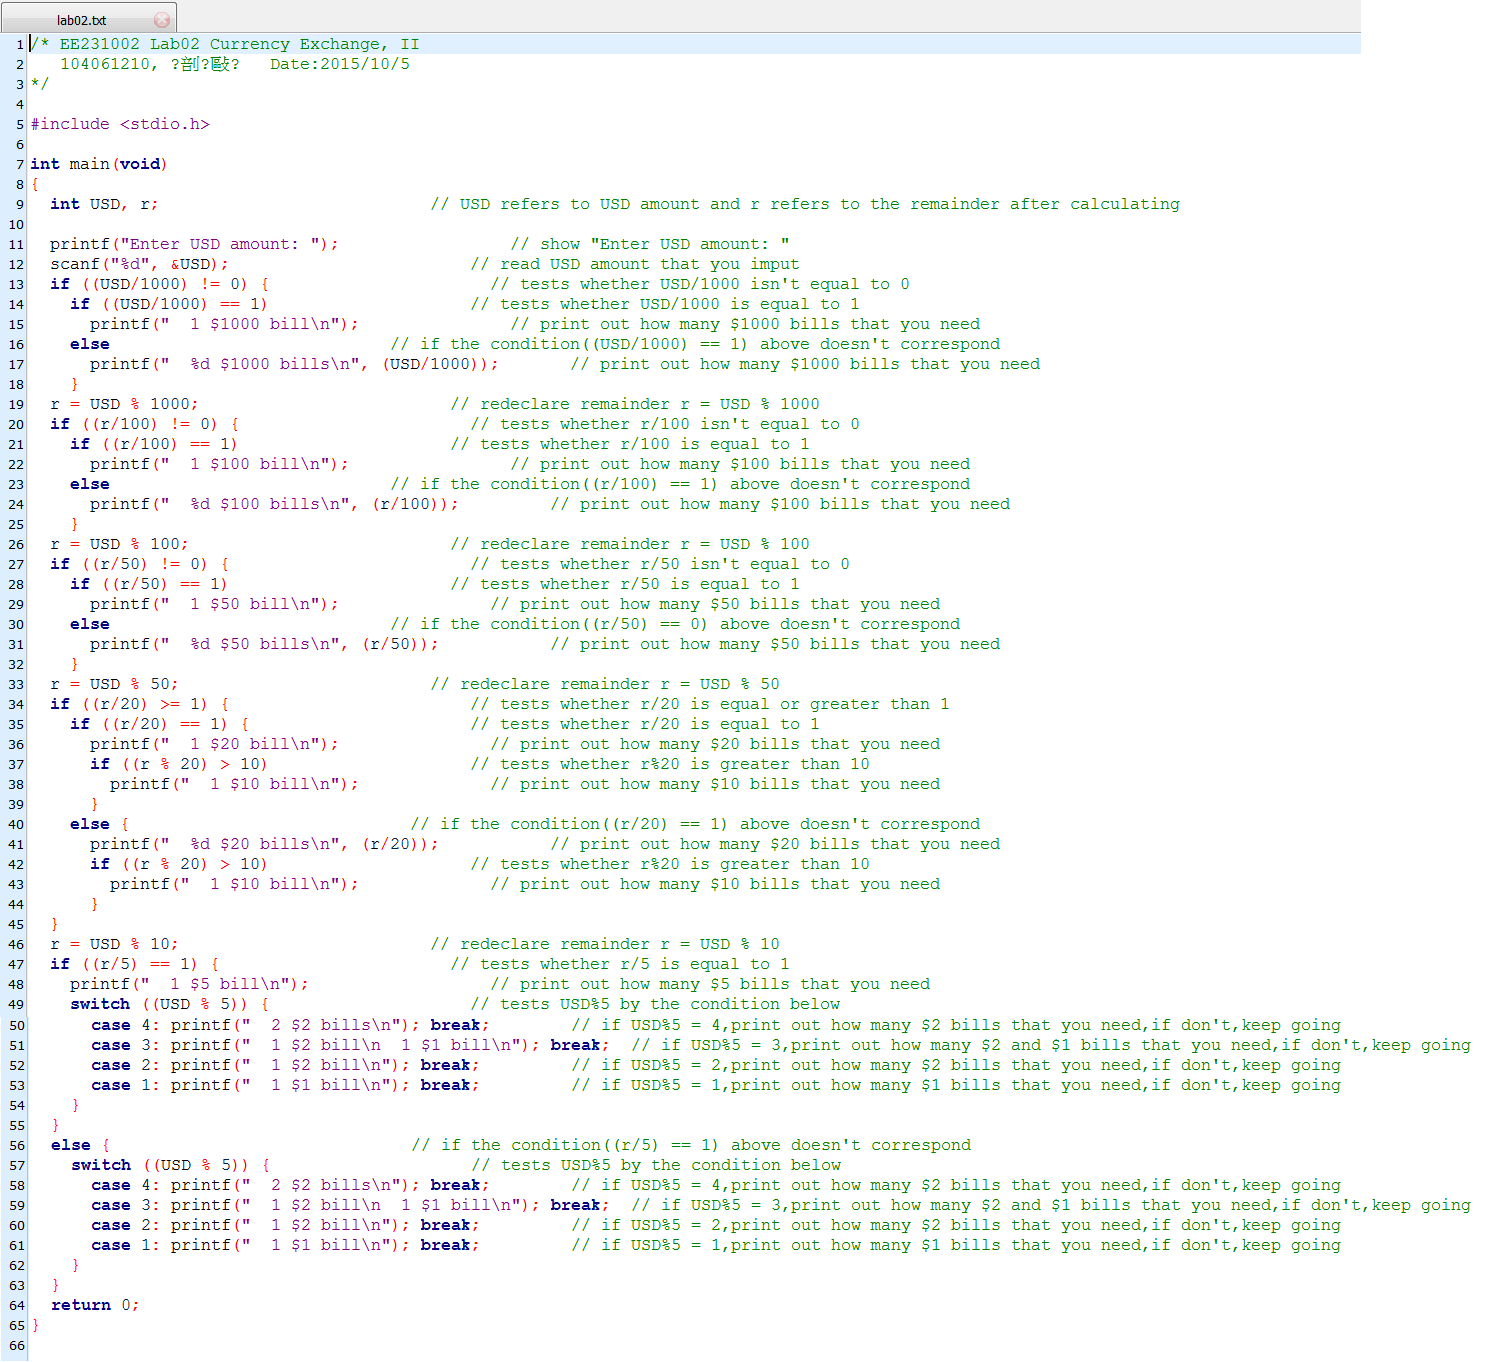 lab02.txt
1 /* EE231002 Lab02 Currency Exchange, II
2    104061210, ?剖?毆?   Date:2015/10/5
3 */
4
5 #include <stdio.h>
6
7 int main(void)
8 {
9   int USD, r;                           // USD refers to USD amount and r refers to the remainder after calculating
10
11   printf("Enter USD amount: ");                 // show "Enter USD amount: "
12   scanf("%d", &USD);                        // read USD amount that you imput
13   if ((USD/1000) != 0) {                      // tests whether USD/1000 isn't equal to 0
14     if ((USD/1000) == 1)                    // tests whether USD/1000 is equal to 1
15       printf("  1 $1000 bill\n");               // print out how many $1000 bills that you need
16     else                            // if the condition((USD/1000) == 1) above doesn't correspond
17       printf("  %d $1000 bills\n", (USD/1000));       // print out how many $1000 bills that you need
18     }
19   r = USD % 1000;                         // redeclare remainder r = USD % 1000
20   if ((r/100) != 0) {                       // tests whether r/100 isn't equal to 0
21     if ((r/100) == 1)                     // tests whether r/100 is equal to 1
22       printf("  1 $100 bill\n");                // print out how many $100 bills that you need
23     else                            // if the condition((r/100) == 1) above doesn't correspond
24       printf("  %d $100 bills\n", (r/100));         // print out how many $100 bills that you need
25     }
26   r = USD % 100;                          // redeclare remainder r = USD % 100
27   if ((r/50) != 0) {                        // tests whether r/50 isn't equal to 0
28     if ((r/50) == 1)                      // tests whether r/50 is equal to 1
29       printf("  1 $50 bill\n");               // print out how many $50 bills that you need
30     else                            // if the condition((r/50) == 0) above doesn't correspond
31       printf("  %d $50 bills\n", (r/50));           // print out how many $50 bills that you need
32     }
33   r = USD % 50;                         // redeclare remainder r = USD % 50
34   if ((r/20) >= 1) {                        // tests whether r/20 is equal or greater than 1
35     if ((r/20) == 1) {                      // tests whether r/20 is equal to 1
36       printf("  1 $20 bill\n");               // print out how many $20 bills that you need
37       if ((r % 20) > 10)                    // tests whether r%20 is greater than 10
38         printf("  1 $10 bill\n");             // print out how many $10 bills that you need
39       }
40     else {                            // if the condition((r/20) == 1) above doesn't correspond
41       printf("  %d $20 bills\n", (r/20));           // print out how many $20 bills that you need
42       if ((r % 20) > 10)                    // tests whether r%20 is greater than 10
43         printf("  1 $10 bill\n");             // print out how many $10 bills that you need
44       }
45   }
46   r = USD % 10;                         // redeclare remainder r = USD % 10
47   if ((r/5) == 1) {                       // tests whether r/5 is equal to 1
48     printf("  1 $5 bill\n");                  // print out how many $5 bills that you need
49     switch ((USD % 5)) {                    // tests USD%5 by the condition below
50       case 4: printf("  2 $2 bills\n"); break;        // if USD%5 = 4,print out how many $2 bills that you need,if don't,keep going
51       case 3: printf("  1 $2 bill\n  1 $1 bill\n"); break;  // if USD%5 = 3,print out how many $2 and $1 bills that you need,if don't,keep going
52       case 2: printf("  1 $2 bill\n"); break;         // if USD%5 = 2,print out how many $2 bills that you need,if don't,keep going
53       case 1: printf("  1 $1 bill\n"); break;         // if USD%5 = 1,print out how many $1 bills that you need,if don't,keep going
54     }
55   }
56   else {                              // if the condition((r/5) == 1) above doesn't correspond
57     switch ((USD % 5)) {                    // tests USD%5 by the condition below
58       case 4: printf("  2 $2 bills\n"); break;        // if USD%5 = 4,print out how many $2 bills that you need,if don't,keep going
59       case 3: printf("  1 $2 bill\n  1 $1 bill\n"); break;  // if USD%5 = 3,print out how many $2 and $1 bills that you need,if don't,keep going
60       case 2: printf("  1 $2 bill\n"); break;         // if USD%5 = 2,print out how many $2 bills that you need,if don't,keep going
61       case 1: printf("  1 $1 bill\n"); break;         // if USD%5 = 1,print out how many $1 bills that you need,if don't,keep going
62     }
63   }
64   return 0;
65 }
66